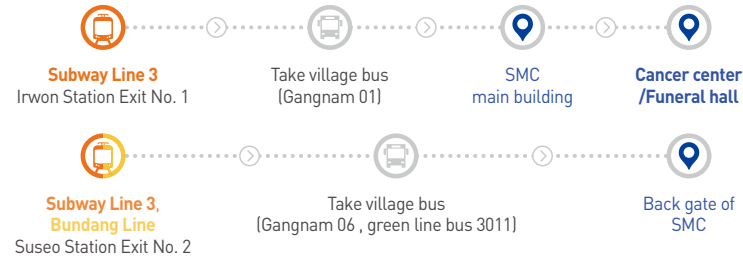 Subway Line 3
Irwon Station Exit No. 1
Take village bus
(Gangnam 01)
SMC
main building
Cancer center
/Funeral hall
Subway Line 3,
Bundang Line
Suseo Station Exit No. 2
Take village bus
(Gangnam 06 , green line bus 3011)
Back gate of
SMC